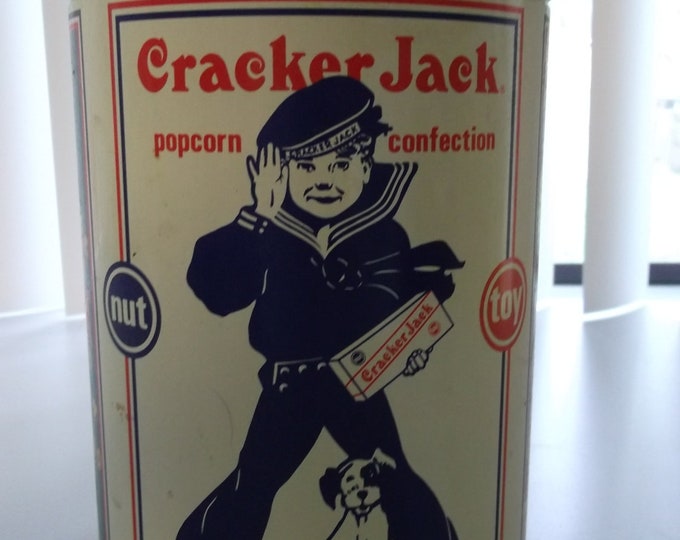 Cracker Jack®
popcorn confection
CRACKER JACK
nut
toy
Cracker Jack